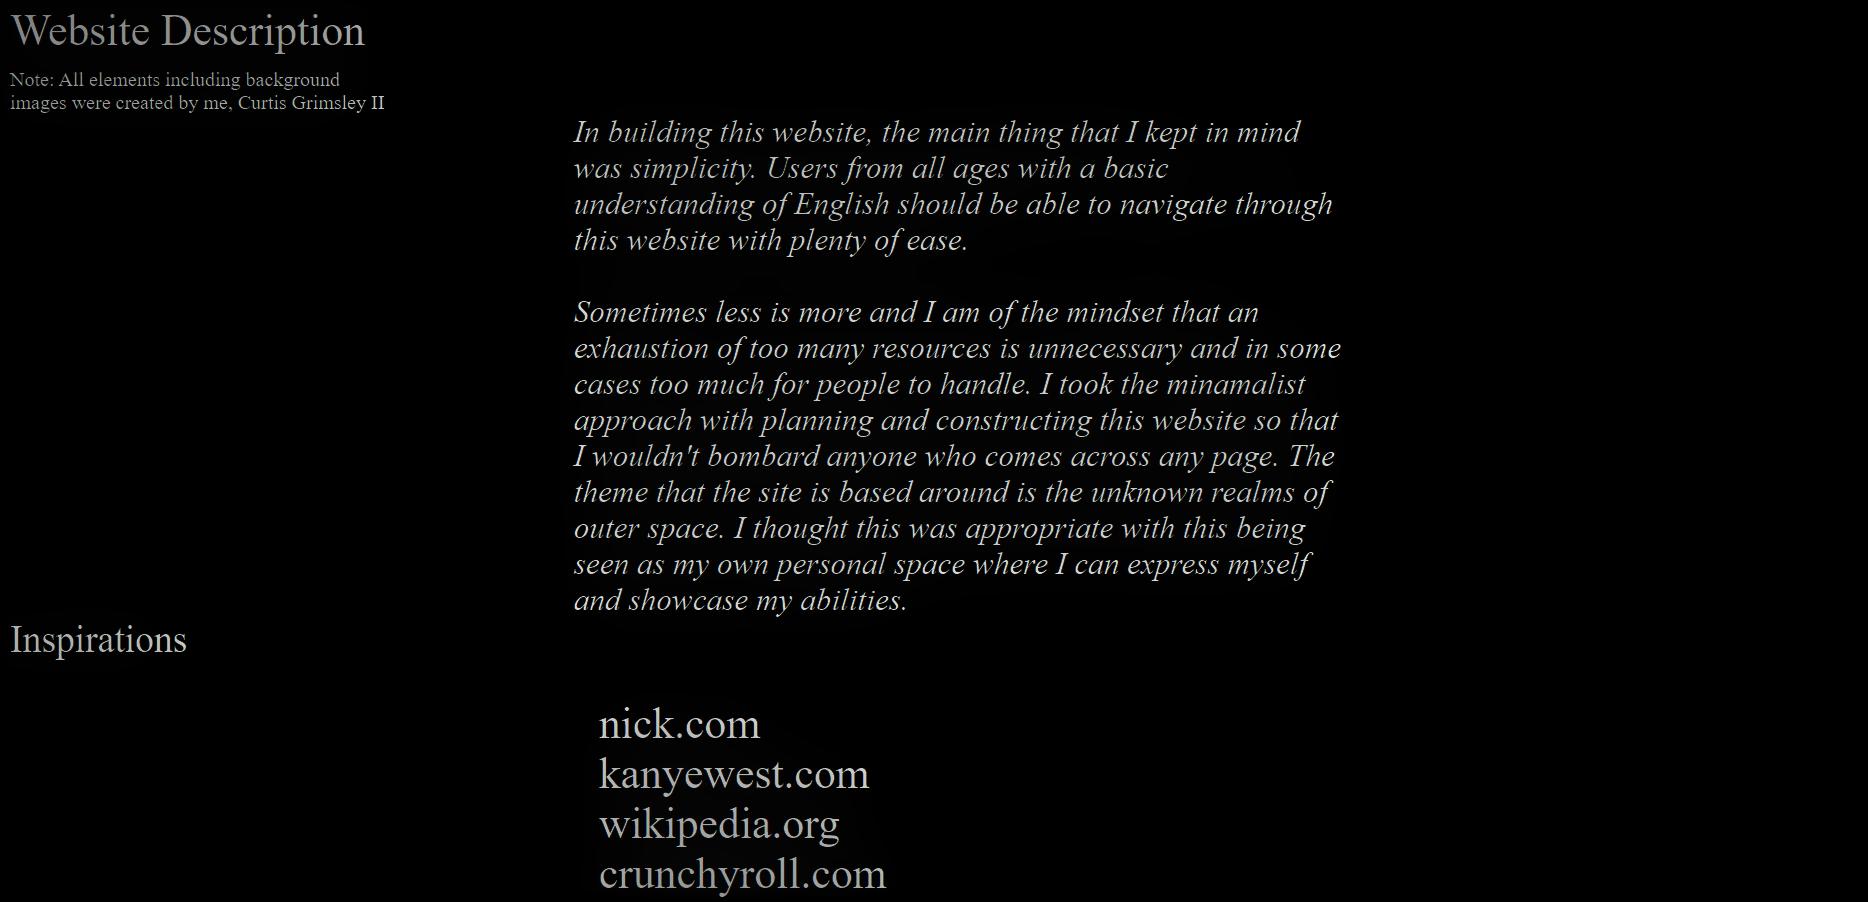 Website Description
Note: All elements including background
images were created by me, Curtis Grimsley II
In building this website, the main thing that I kept in mind
was simplicity. Users from all ages with a basic
understanding of English should be able to navigate through
this website with plenty of ease.
Sometimes less is more and I am of the mindset that an
exhaustion of too many resources is unnecessary and in some
cases too much for people to handle. I took the minamalist
approach with planning and constructing this website so that
I wouldn't bombard anyone who comes across any page. The
theme that the site is based around is the unknown realms of
outer space. I thought this was appropriate with this being
seen as my own personal space where I can express myself
and showcase my abilities.
Inspirations
nick.com
kanyewest.com
wikipedia.org
crunchyroll.com